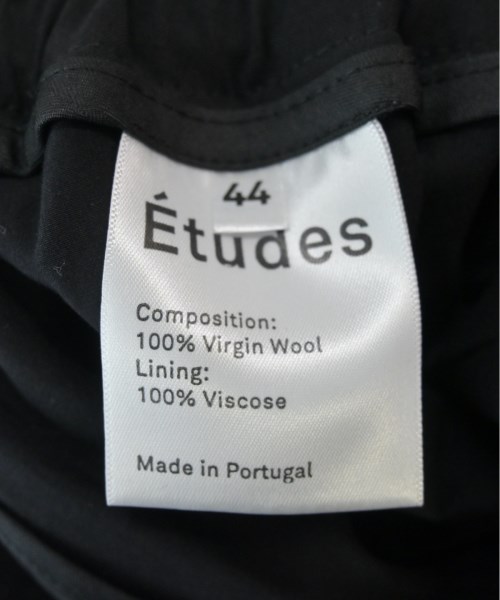 44
Études
Composition:
100% Virgin Wool
Lining:
100% Viscose
Made in Portugal